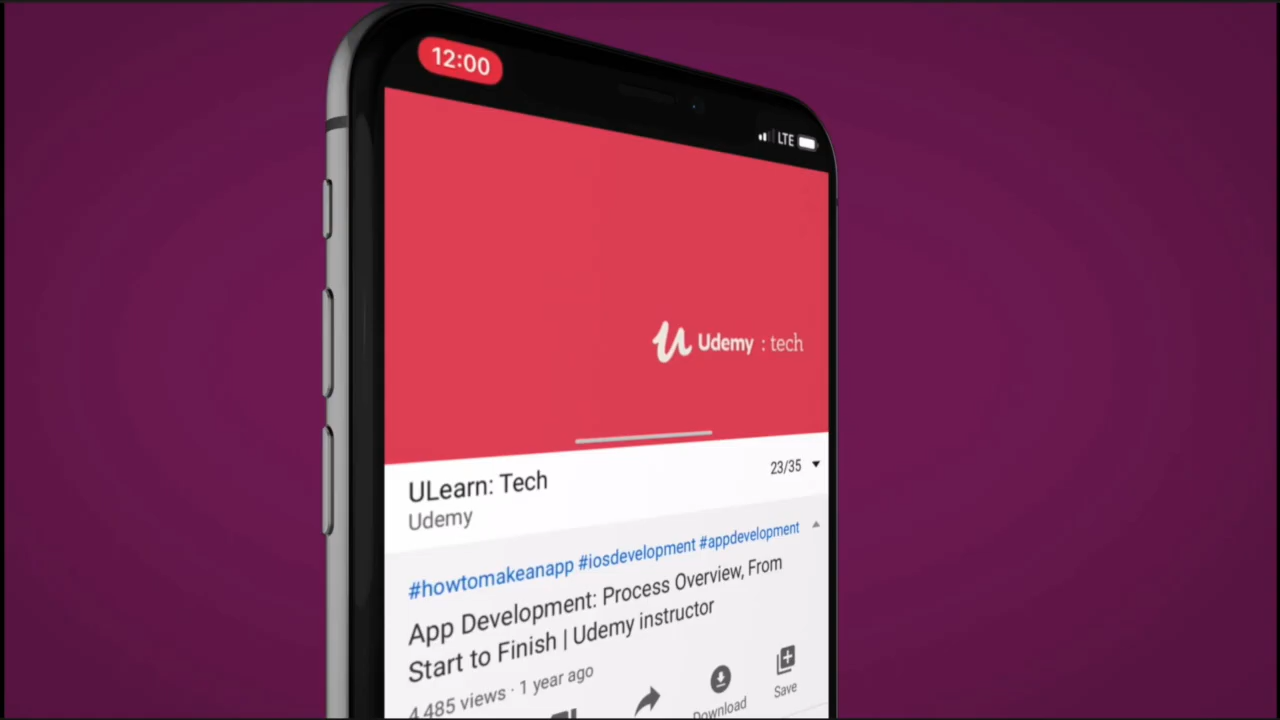 12:00
LTE
Udemy : tech
ULearn: Tech
23/35
Udemy
#howtomakeanapp #iosdevelopment #appdevelopment
App Development: Process Overview, From
Start to Finish | Udemy instructor
4,485 views · 1 year ago
Download
Save